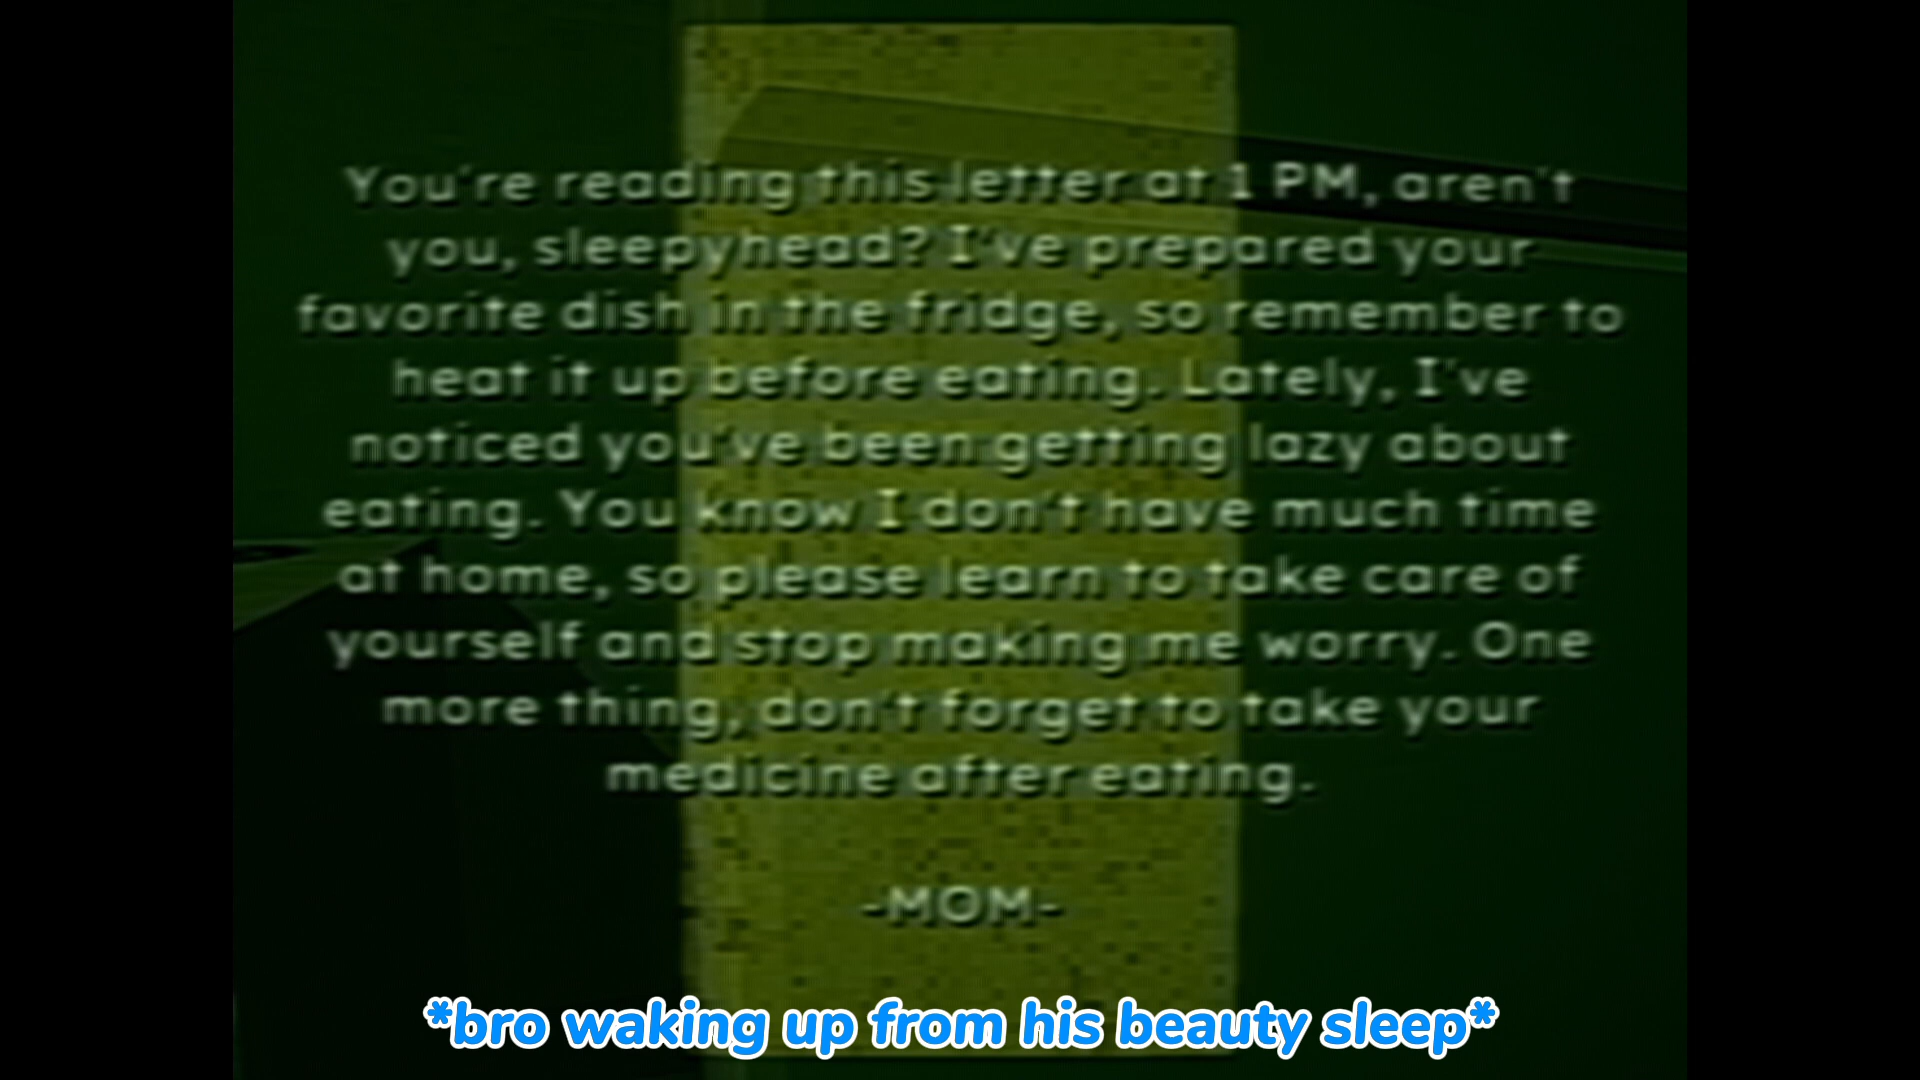 You're reading this letter at 1 PM, aren't
you, sleepyhead? I've prepared your
favorite dish in the fridge, so remember to
heat it up before eating. Lately, I've
noticed you've been getting lazy about
eating. You know I don't have much time
at home, so please learn to take care of
yourself and stop making me worry. One
more thing, don't forget to take your
medicine after eating.
-MOM-
*bro waking up from his beauty sleep*